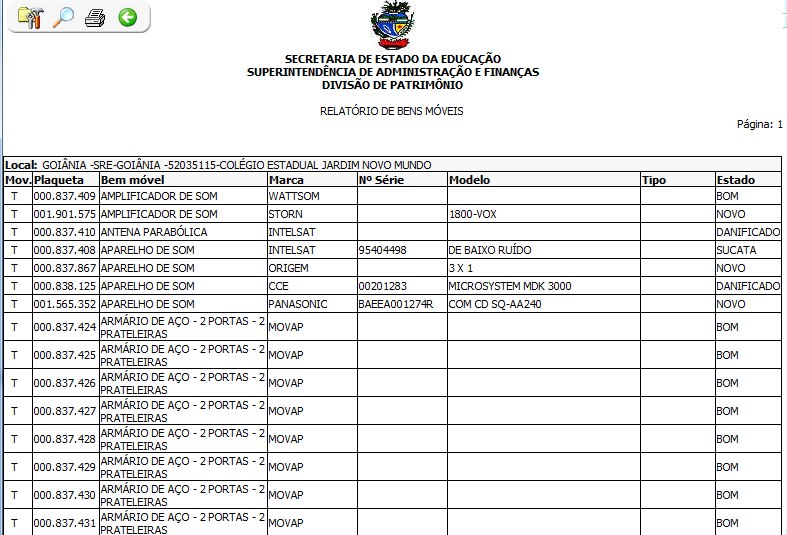 SECRETARIA DE ESTADO DA EDUCAÇÃO
SUPERINTENDÊNCIA DE ADMINISTRAÇÃO E FINANÇAS
DIVISÃO DE PATRIMÔNIO
RELATÓRIO DE BENS MÓVEIS
Página: 1
Local: GOIÂNIA -SRE-GOIÂNIA -52035115-COLÉGIO ESTADUAL JARDIM NOVO MUNDO
Mov. Plaqueta Bem móvel Marca Nº Série Modelo Tipo Estado
T 000.837.409 AMPLIFICADOR DE SOM WATTSOM BOM
T 001.901.575 AMPLIFICADOR DE SOM STORN 1800-VOX NOVO
T 000.837.410 ANTENA PARABÓLICA INTELSAT DANIFICADO
T 000.837.408 APARELHO DE SOM INTELSAT 95404498 DE BAIXO RUÍDO SUCATA
T 000.837.867 APARELHO DE SOM ORIGEM 3 X 1 NOVO
T 000.838.125 APARELHO DE SOM CCE 00201283 MICROSYSTEM MDK 3000 DANIFICADO
T 001.565.352 APARELHO DE SOM PANASONIC BAEEA001274R COM CD SQ-AA240 NOVO
T 000.837.424 ARMÁRIO DE AÇO - 2 PORTAS - 2 MOVAP BOM
PRATELEIRAS
T 000.837.425 ARMÁRIO DE AÇO - 2 PORTAS - 2 MOVAP BOM
PRATELEIRAS
T 000.837.426 ARMÁRIO DE AÇO - 2 PORTAS - 2 MOVAP BOM
PRATELEIRAS
T 000.837.427 ARMÁRIO DE AÇO - 2 PORTAS - 2 MOVAP BOM
PRATELEIRAS
T 000.837.428 ARMÁRIO DE AÇO - 2 PORTAS - 2 MOVAP BOM
PRATELEIRAS
T 000.837.429 ARMÁRIO DE AÇO - 2 PORTAS - 2 MOVAP BOM
PRATELEIRAS
T 000.837.430 ARMÁRIO DE AÇO - 2 PORTAS - 2 MOVAP BOM
PRATELEIRAS
T 000.837.431 ARMÁRIO DE AÇO - 2 PORTAS - 2 MOVAP BOM
PRATELEIRAS